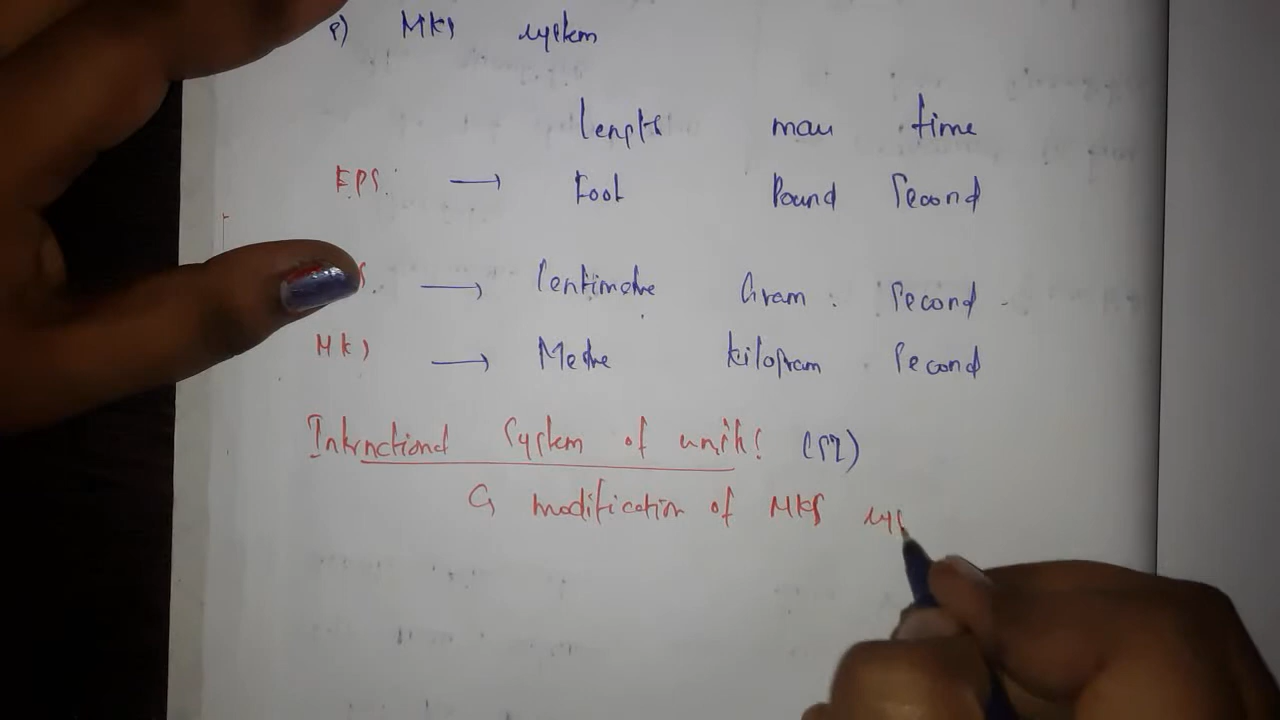 MKS system
length mass time
FPS → Foot Pound Second
→ Centimetre Gram Second
MKS → Metre kilogram Second
International System of units: (SI)
↳ modification of MKS sys